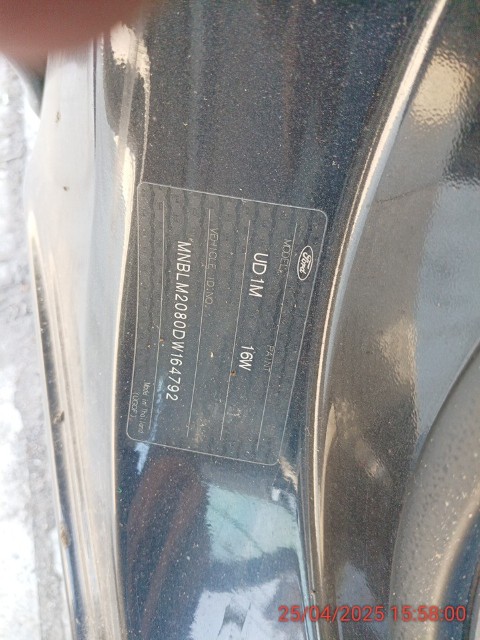 Ford
MODEL PAINT
UD1M 16W
VEHICLE ID. NO.
MNBLM2080DW164792
Made in Thailand
25/04/2025 15:58:00